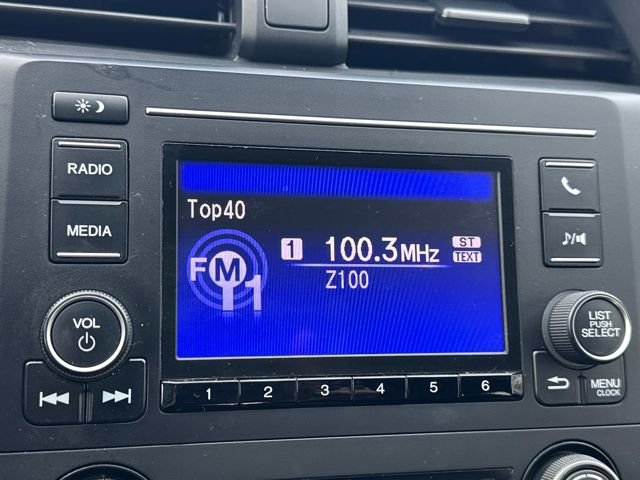 RADIO
MEDIA
VOL
Top40
FM1
1 100.3MHz ST
TEXT
Z100
1 2 3 4 5 6
LIST
PUSH
SELECT
MENU
CLOCK